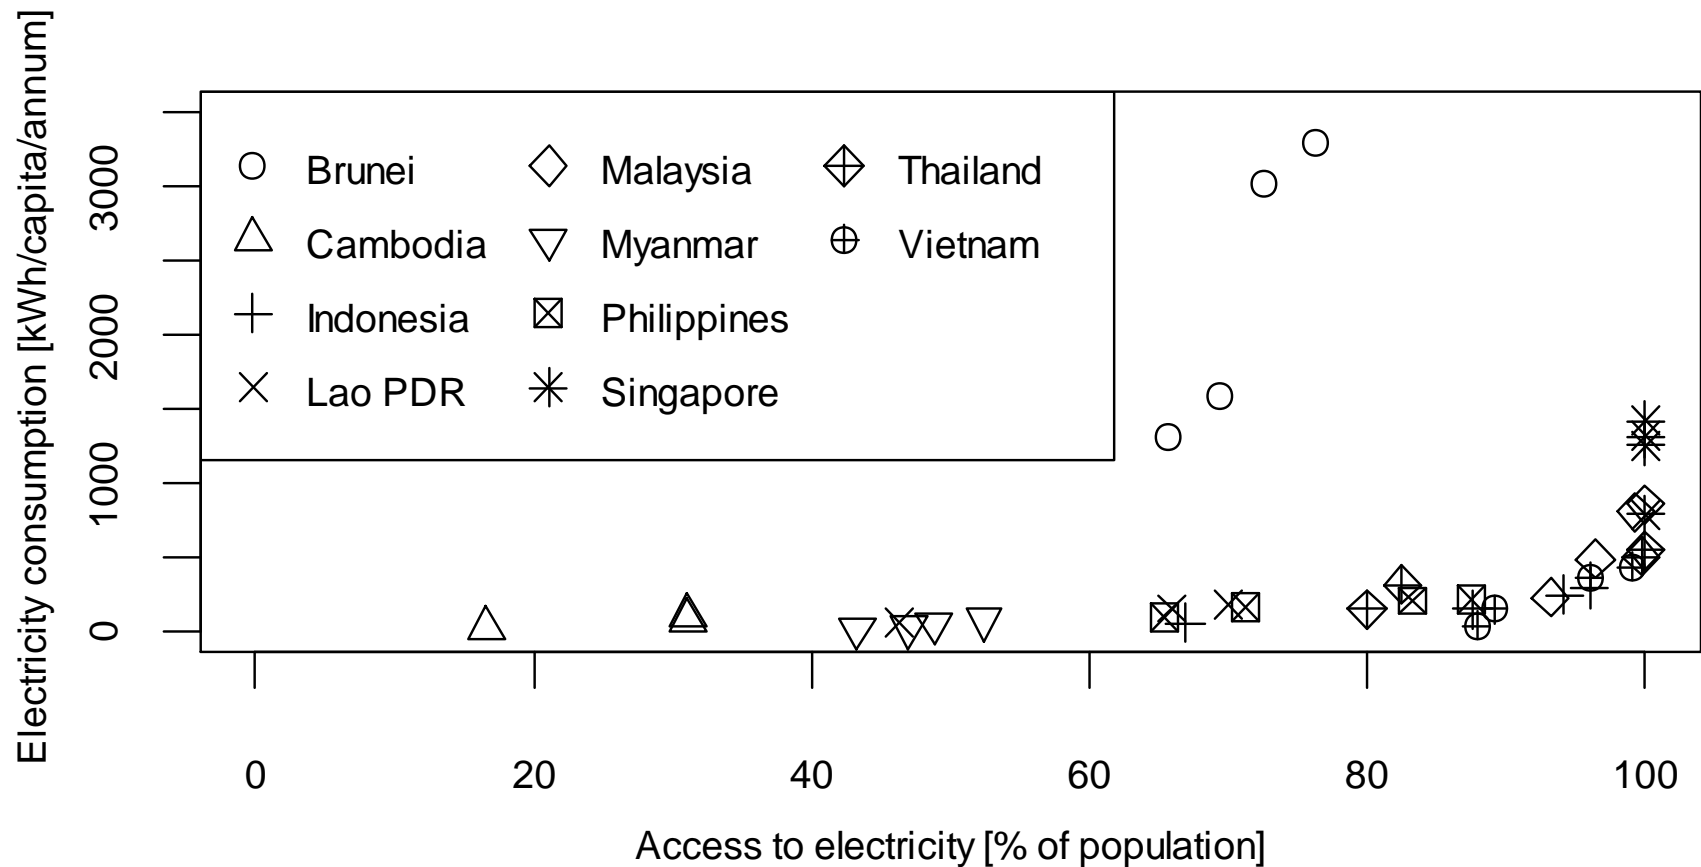 Electricity consumption [kWh/capita/annum]
3000
2000
1000
0
Brunei
Cambodia
Indonesia
Lao PDR
Malaysia
Myanmar
Philippines
Singapore
Thailand
Vietnam
0 20 40 60 80 100
Access to electricity [% of population]